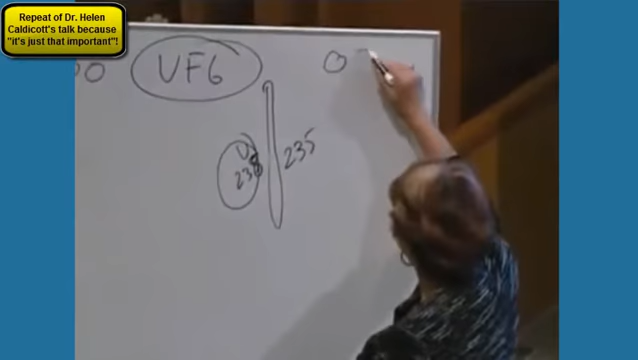 Repeat of Dr. Helen
Caldicott's talk because
"it's just that important"!
UF6
O
U
238
235